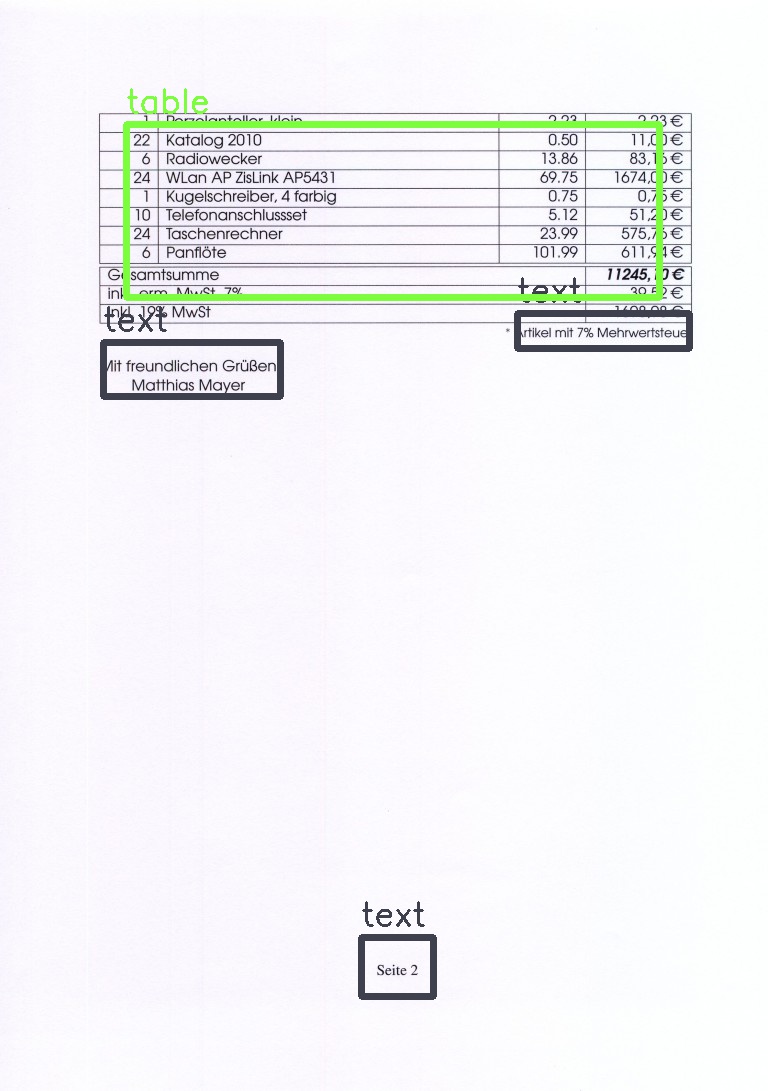 table
1 Porzelanteller, klein 2.23 2,23 €
22 Katalog 2010 0.50 11,00 €
6 Radiowecker 13.86 83,16 €
24 WLan AP ZisLink AP5431 69.75 1674,00 €
1 Kugelschreiber, 4 farbig 0.75 0,75 €
10 Telefonanschlussset 5.12 51,20 €
24 Taschenrechner 23.99 575,76 €
6 Panflöte 101.99 611,94 €
Gesamtsumme 11245,10 €
text
ink. erm. MwSt. 7% 39,52 €
Inkl. 19% MwSt €
text
* Artikel mit 7% Mehrwertsteuer
Mit freundlichen Grüßen
Matthias Mayer
text
Seite 2